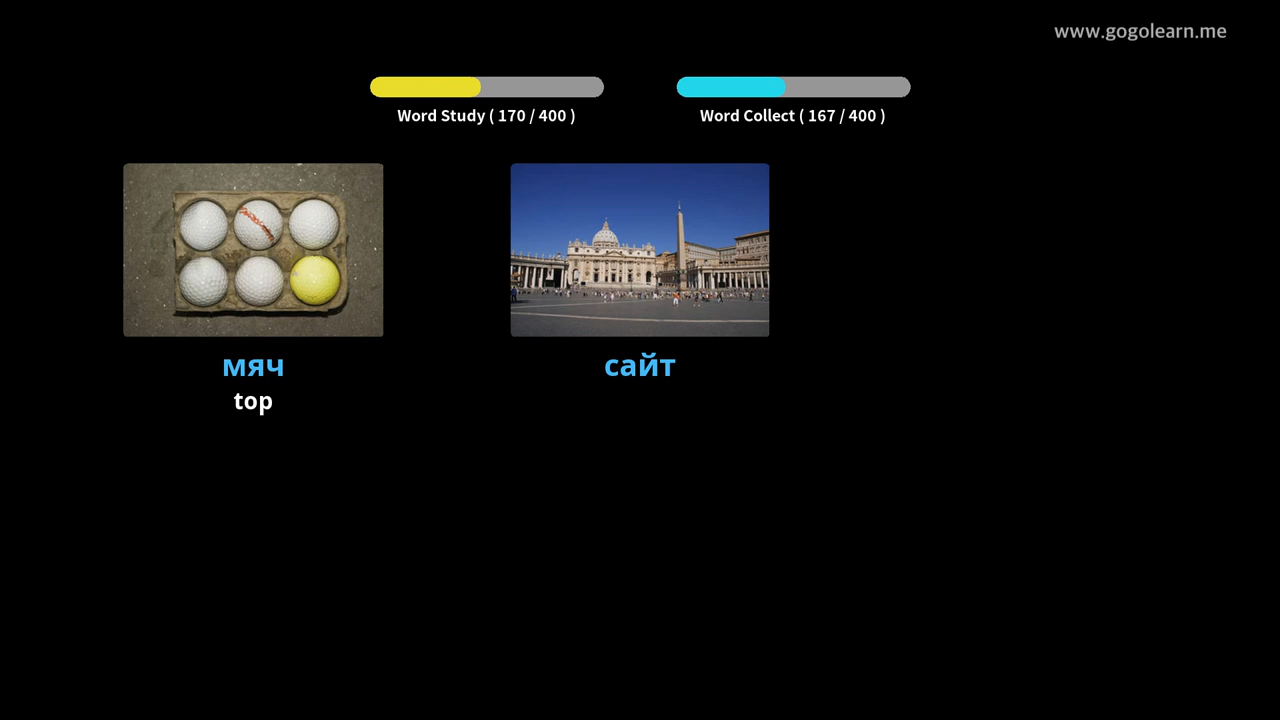 www.gogolearn.me
Word Study ( 170 / 400 )
Word Collect ( 167 / 400 )
мяч
top
сайт